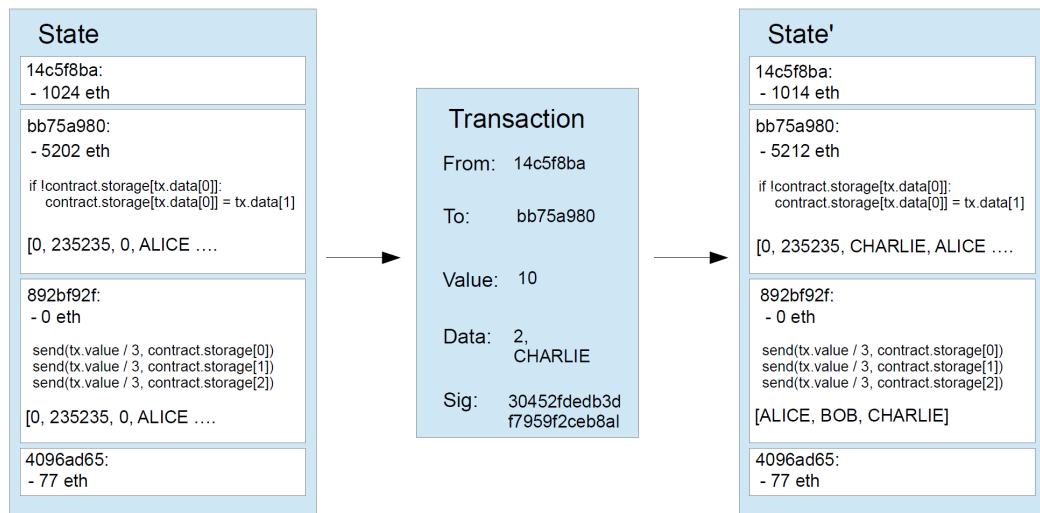 State
14c5f8ba:
- 1024 eth
bb75a980:
- 5202 eth
if !contract.storage[tx.data[0]]:
contract.storage[tx.data[0]] = tx.data[1]
[0, 235235, 0, ALICE ….
892bf92f:
- 0 eth
send(tx.value / 3, contract.storage[0])
send(tx.value / 3, contract.storage[1])
send(tx.value / 3, contract.storage[2])
[0, 235235, 0, ALICE ….
4096ad65:
- 77 eth
Transaction
From: 14c5f8ba
To: bb75a980
Value: 10
Data: 2,
CHARLIE
Sig: 30452fdedb3d
f7959f2ceb8al
State'
14c5f8ba:
- 1014 eth
bb75a980:
- 5212 eth
if !contract.storage[tx.data[0]]:
contract.storage[tx.data[0]] = tx.data[1]
[0, 235235, CHARLIE, ALICE ….
892bf92f:
- 0 eth
send(tx.value / 3, contract.storage[0])
send(tx.value / 3, contract.storage[1])
send(tx.value / 3, contract.storage[2])
[ALICE, BOB, CHARLIE]
4096ad65:
- 77 eth